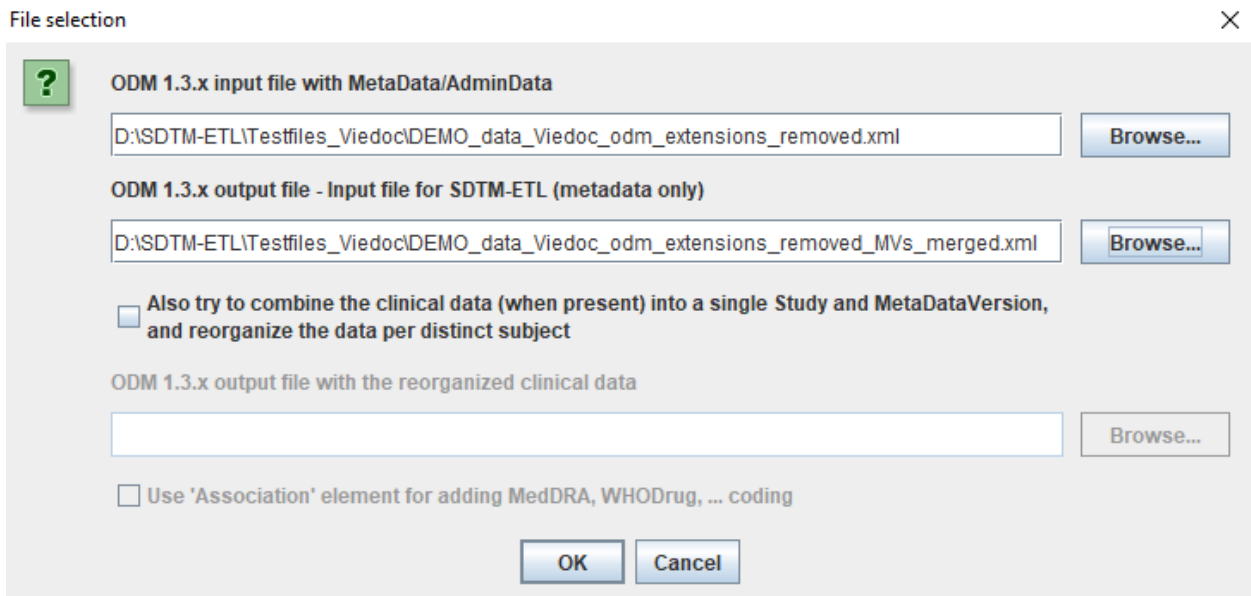 File selection
?
ODM 1.3.x input file with MetaData/AdminData
D:\SDTM-ETL\Testfiles_Viedoc\DEMO_data_Viedoc_odm_extensions_removed.xml
Browse...
ODM 1.3.x output file - Input file for SDTM-ETL (metadata only)
D:\SDTM-ETL\Testfiles_Viedoc\DEMO_data_Viedoc_odm_extensions_removed_MVs_merged.xml
Browse...
Also try to combine the clinical data (when present) into a single Study and MetaDataVersion,
and reorganize the data per distinct subject
ODM 1.3.x output file with the reorganized clinical data
Browse...
Use 'Association' element for adding MedDRA, WHODrug, ... coding
OK
Cancel